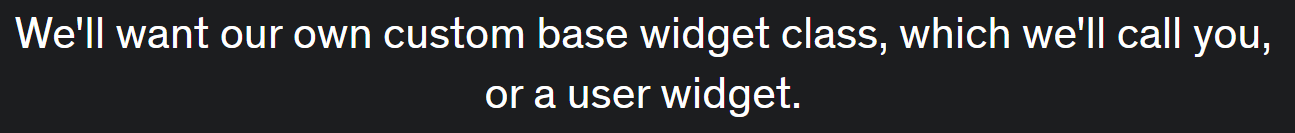 We'll want our own custom base widget class, which we'll call you,
or a user widget.